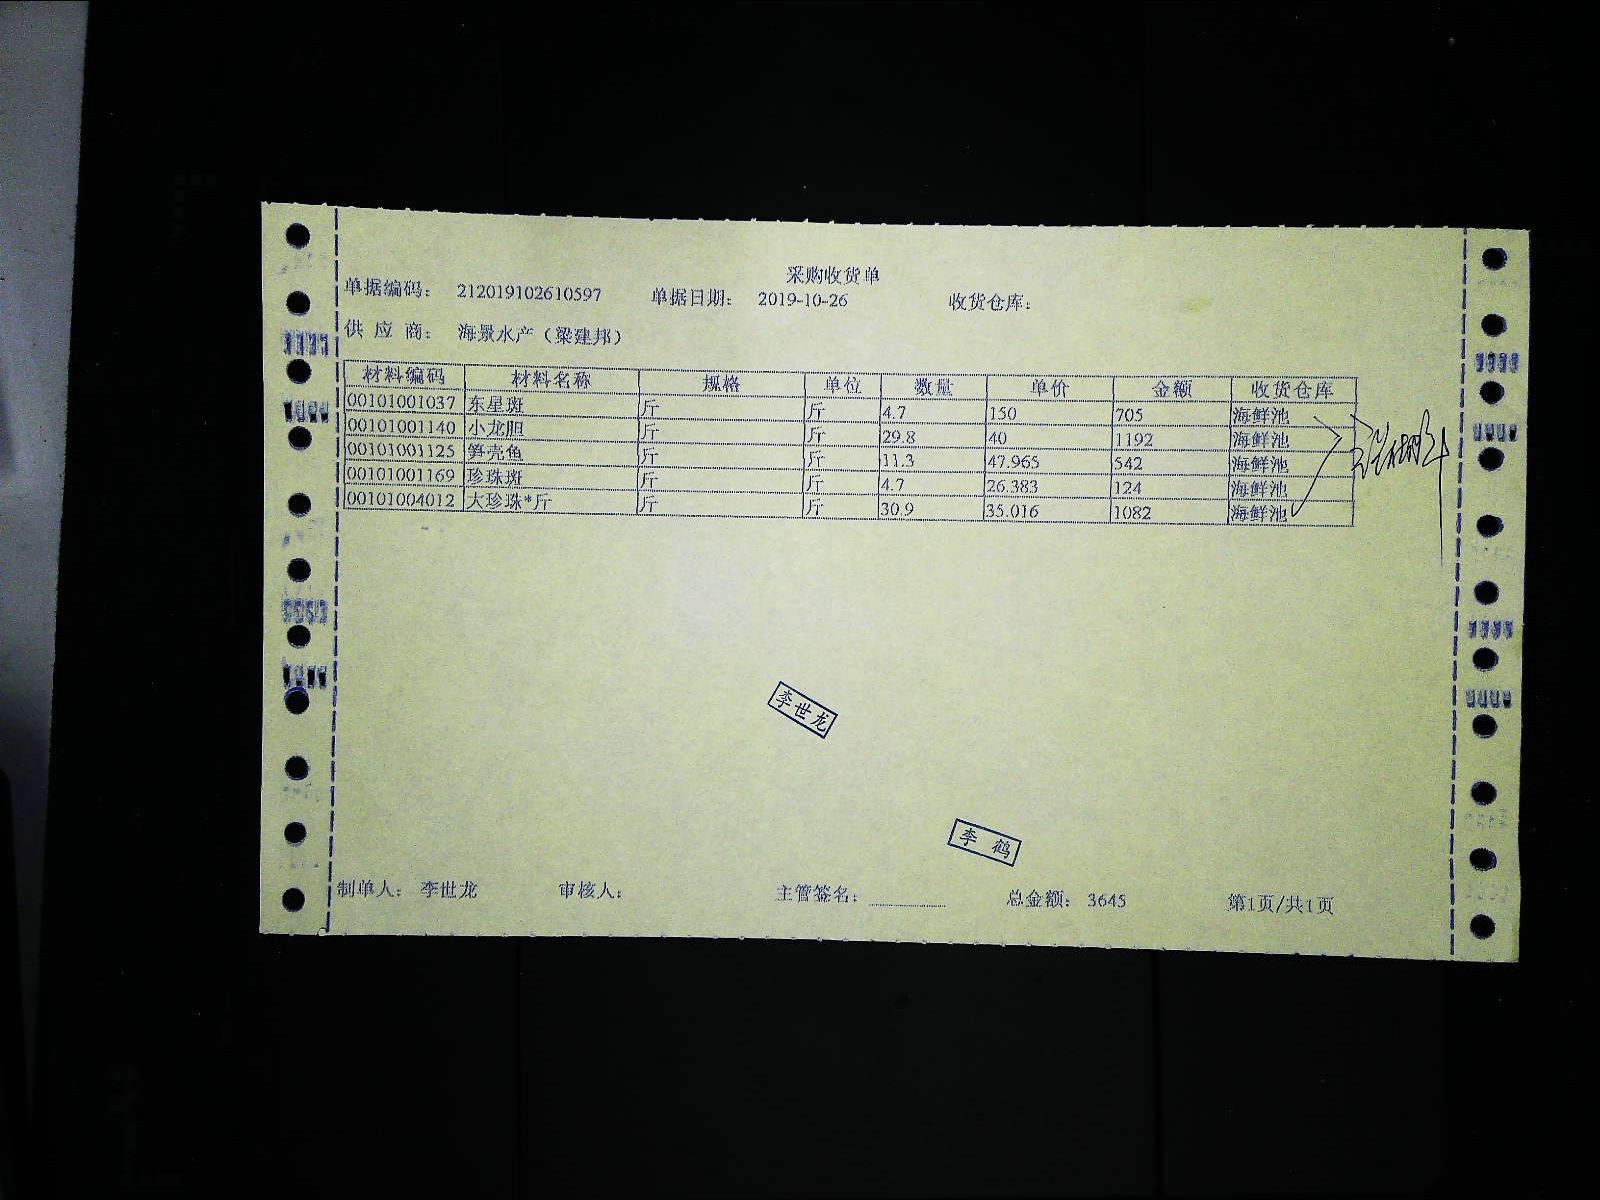 采购收货单
单据编码： 212019102610597 单据日期： 2019-10-26 收货仓库：
供 应 商： 海景水产（梁建邦）
材料编码 材料名称 规格 单位 数量 单价 金额 收货仓库
00101001037 东星斑 斤 斤 4.7 150 705 海鲜池
00101001140 小龙胆 斤 斤 29.8 40 1192 海鲜池
00101001125 笋壳鱼 斤 斤 11.3 47.965 542 海鲜池
00101001169 珍珠斑 斤 斤 4.7 26.383 124 海鲜池
00101004012 大珍珠*斤 斤 斤 30.9 35.016 1082 海鲜池
李世龙
李 鹤
制单人： 李世龙 审核人： 主管签名： 总金额： 3645 第1页/共1页